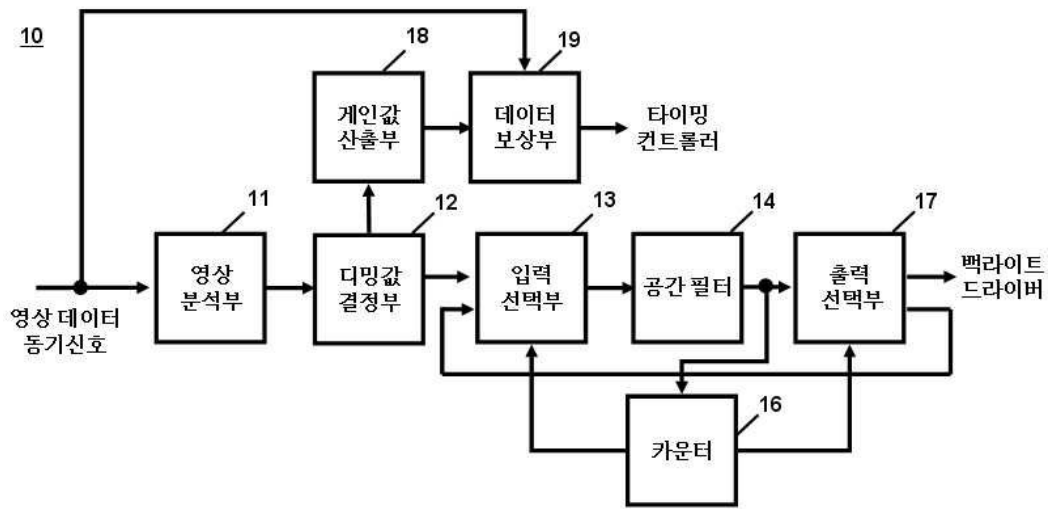 10
18
19
게인값
산출부
데이터
보상부
타이밍
컨트롤러
11
12
13
14
17
영상
분석부
디밍값
결정부
입력
선택부
공간 필터
출력
선택부
백라이트
드라이버
영상 데이터
동기신호
16
카운터